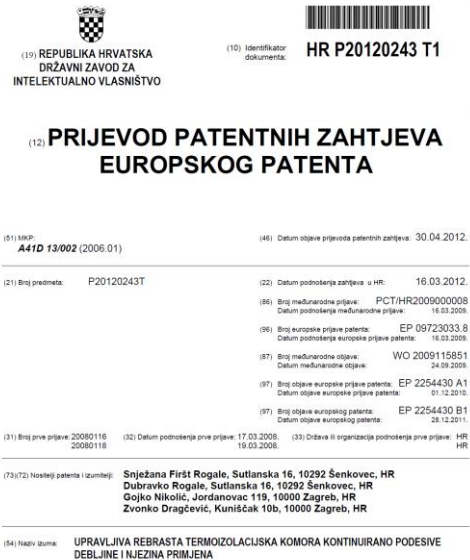 (19) REPUBLIKA HRVATSKA
DRŽAVNI ZAVOD ZA
INTELEKTUALNO VLASNIŠTVO
(10) Identifikator
dokumenta:
HR P20120243 T1
(12) PRIJEVOD PATENTNIH ZAHTJEVA
EUROPSKOG PATENTA
(51) MKP:
A41D 13/002 (2006.01)
(46) Datum objave prijevoda patentnih zahtjeva: 30.04.2012.
(21) Broj predmeta: P20120243T
(22) Datum podnošenja zahtjeva u HR: 16.03.2012.
(86) Broj međunarodne prijave: PCT/HR2009000008
Datum podnošenja međunarodne prijave: 16.03.2009.
(96) Broj europske prijave patenta: EP 09723033.8
Datum podnošenja europske prijave patenta: 16.03.2009.
(87) Broj međunarodne objave: WO 2009115851
Datum međunarodne objave: 24.09.2009.
(97) Broj objave europske prijave patenta: EP 2254430 A1
Datum objave europske prijave patenta: 01.12.2010.
(97) Broj objave europskog patenta: EP 2254430 B1
Datum objave europskog patenta: 28.12.2011.
(31) Broj prve prijave: 20080116 (32) Datum podnošenja prve prijave: 17.03.2008. (33) Država ili organizacija podnošenja prve prijave: HR
20080118 19.03.2008. HR
(73)(72) Nositelji patenta i izumitelji: Snježana Firšt Rogale, Sutlanska 16, 10292 Šenkovec, HR
Dubravko Rogale, Sutlanska 16, 10292 Šenkovec, HR
Gojko Nikolić, Jordanovac 119, 10000 Zagreb, HR
Zvonko Dragčević, Kuniščak 10b, 10000 Zagreb, HR
(54) Naziv izuma: UPRAVLJIVA REBRASTA TERMOIZOLACIJSKA KOMORA KONTINUIRANO PODESIVE
DEBLJINE I NJEZINA PRIMJENA